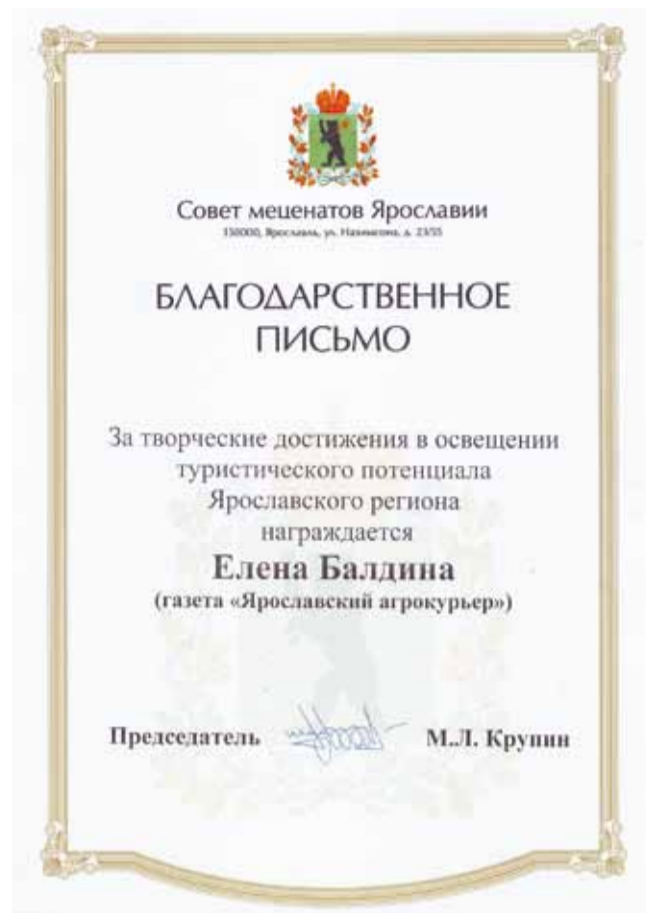 Совет меценатов Ярославии
150000, Ярославль, ул. Нахимсона, д. 23/55
БЛАГОДАРСТВЕННОЕ
ПИСЬМО
За творческие достижения в освещении
туристического потенциала
Ярославского региона
награждается
Елена Балдина
(газета «Ярославский агрокурьер»)
Председатель М.Л. Крупин